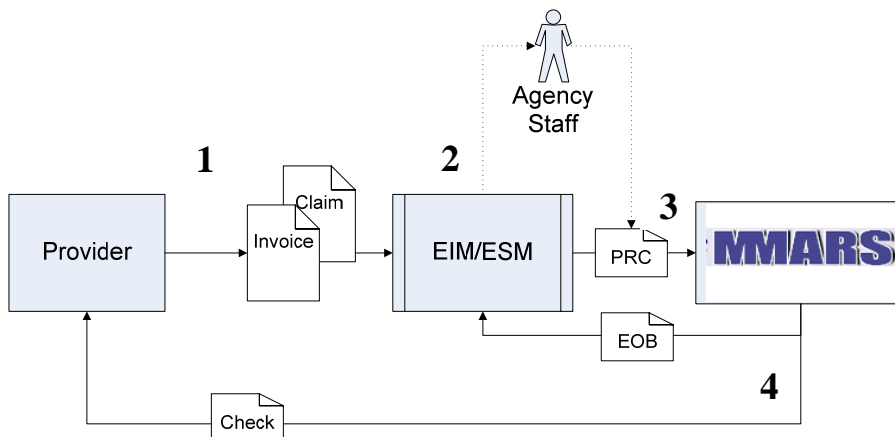 Agency
Staff
1
2
Claim
Invoice
3
Provider
EIM/ESM
PRC
MMARS
EOB
4
Check